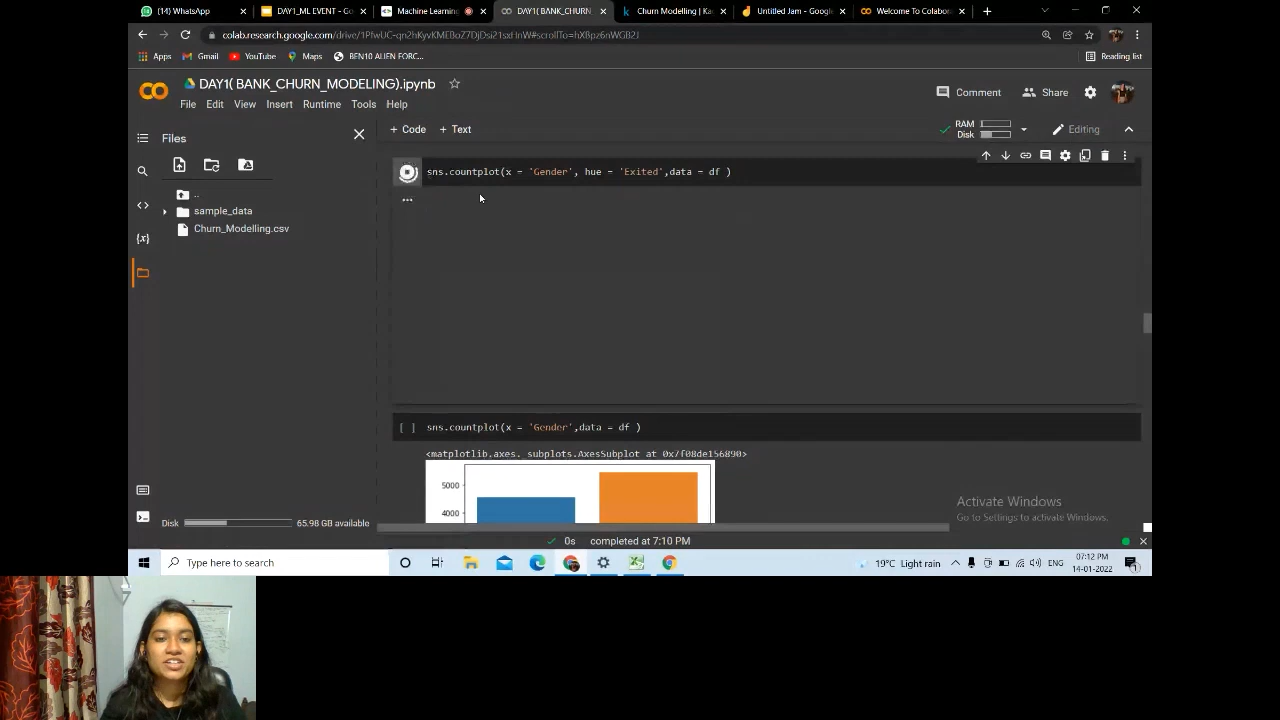 (14) WhatsApp
DAY1_ML EVENT - Go
Machine Learning
DAY1( BANK_CHURN
Churn Modelling | Ka
Untitled Jam - Google
Welcome To Colabora
Apps
Gmail
YouTube
Maps
BEN10 ALIEN FORC...
Reading list
DAY1( BANK_CHURN_MODELING).ipynb
File Edit View Insert Runtime Tools Help
Comment
Share
Files
+ Code + Text
RAM
Disk
Editing
sns.countplot(x = 'Gender', hue = 'Exited',data = df )
...
..
sample_data
Churn_Modelling.csv
{x}
[ ] sns.countplot(x = 'Gender',data = df )
<matplotlib.axes._subplots.AxesSubplot at 0x7f08de156890>
5000
4000
Activate Windows
Go to Settings to activate Windows.
Disk
65.98 GB available
0s completed at 7:10 PM
Type here to search
19°C Light rain
ENG
07:12 PM
14-01-2022